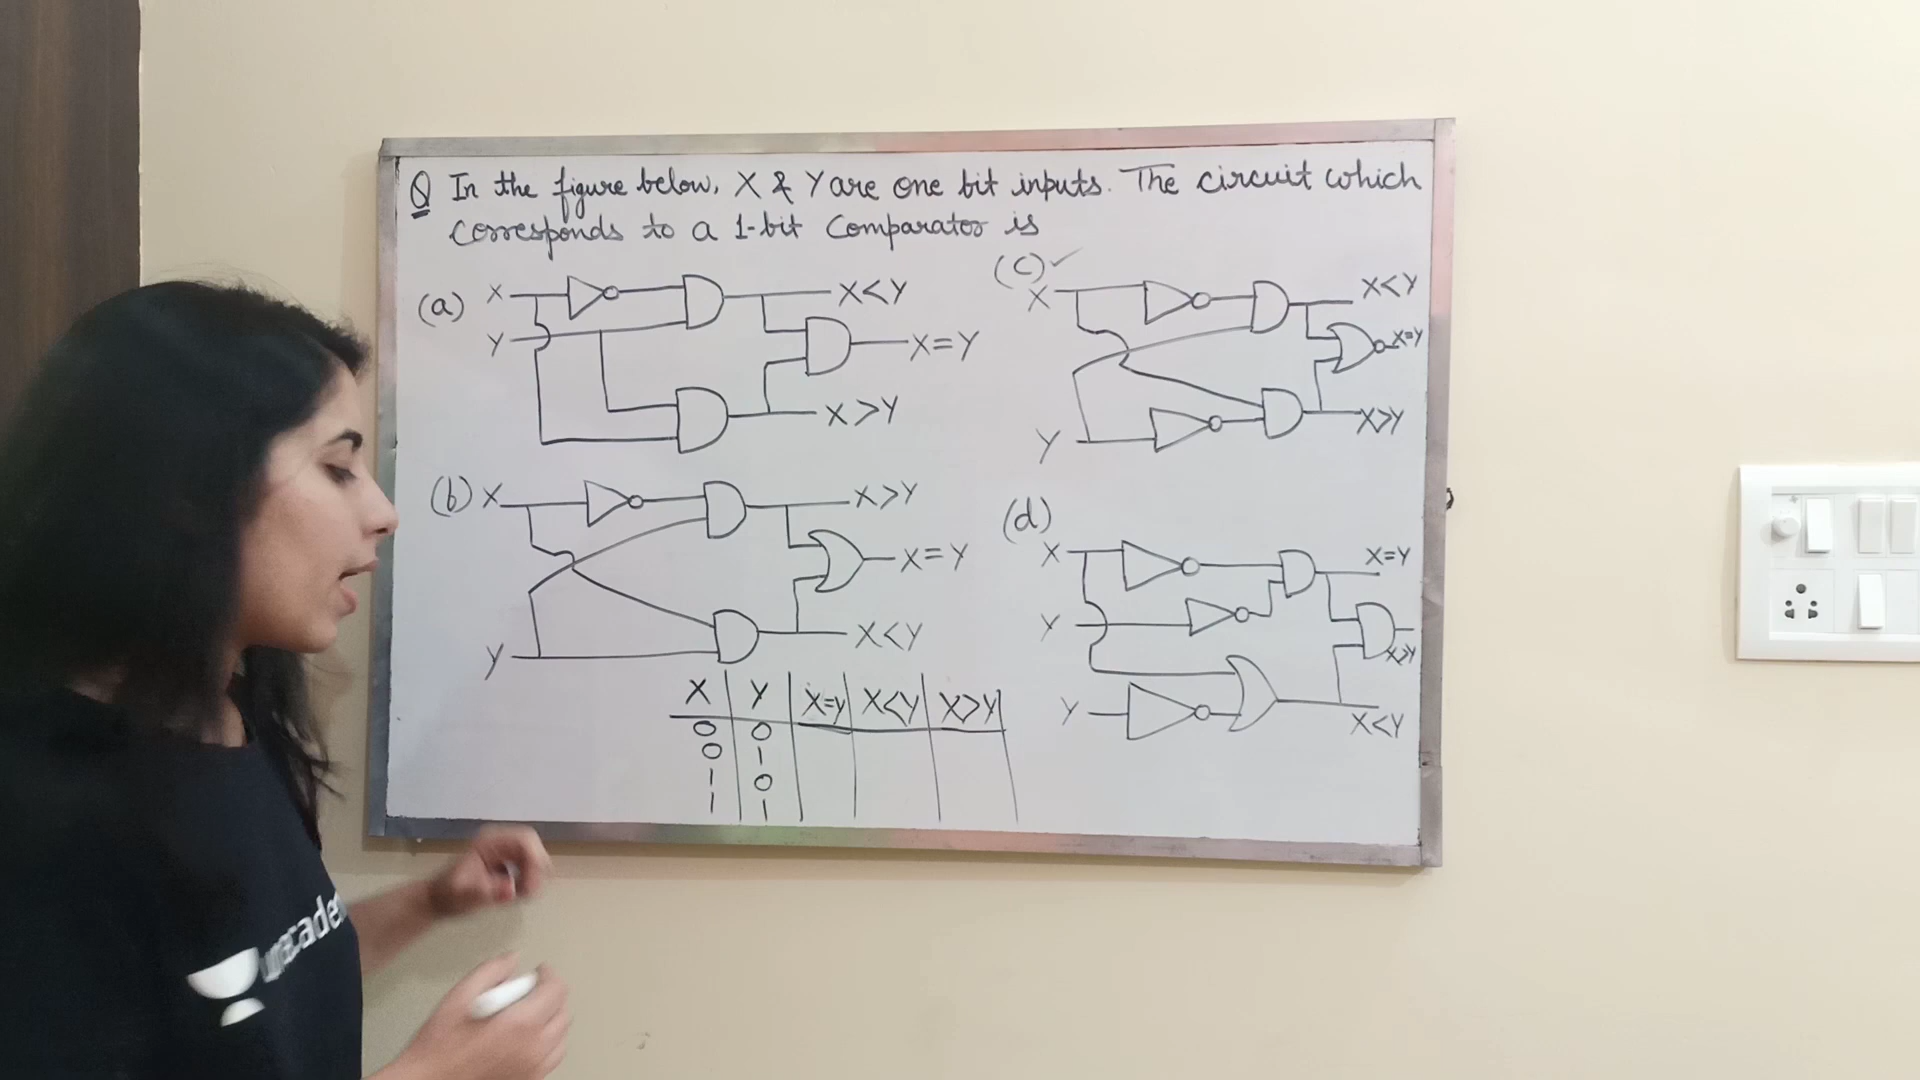 Q In the figure below, X & Y are one bit inputs. The circuit which
corresponds to a 1-bit Comparator is
(a) X
Y
X<Y
X=Y
X>Y
(b) X
Y
X>Y
X=Y
X<Y
(c) ✓
X
Y
X<Y
X=Y
X>Y
(d)
X
Y
Y
X=Y
X>Y
X<Y
X Y X=y X<Y X>Y
0 0
0 1
1 0
1 1